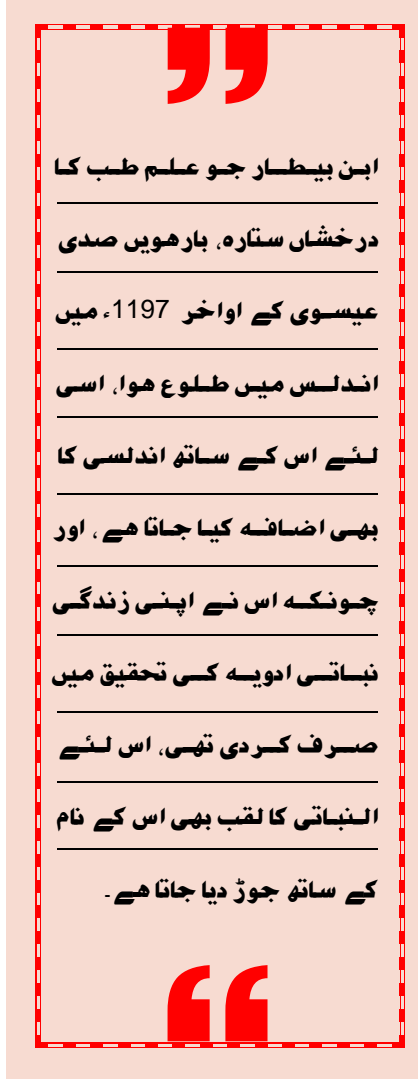 ابن بیطار جو علم طب کا
درخشاں ستارہ، بارھویں صدی
عیسوی کے اواخر 1197ء میں
اندلس میں طلوع ھوا، اسی
لئے اس کے ساتھ اندلسی کا
بھی اضافہ کیا جاتا ھے، اور
چونکہ اس نے اپنی زندگی
نباتی ادویہ کی تحقیق میں
صرف کردی تھی، اس لئے
النباتی کا لقب بھی اس کے نام
کے ساتھ جوڑ دیا جاتا ھے۔